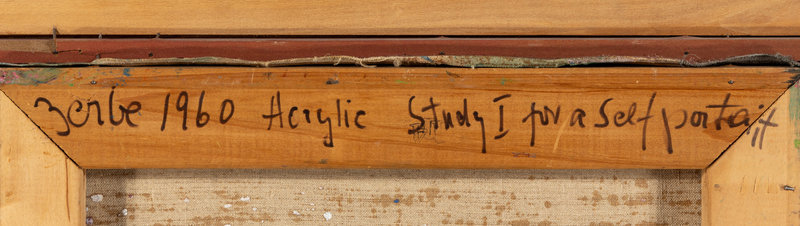 Zerbe 1960 Acrylic Study I for a Self portrait